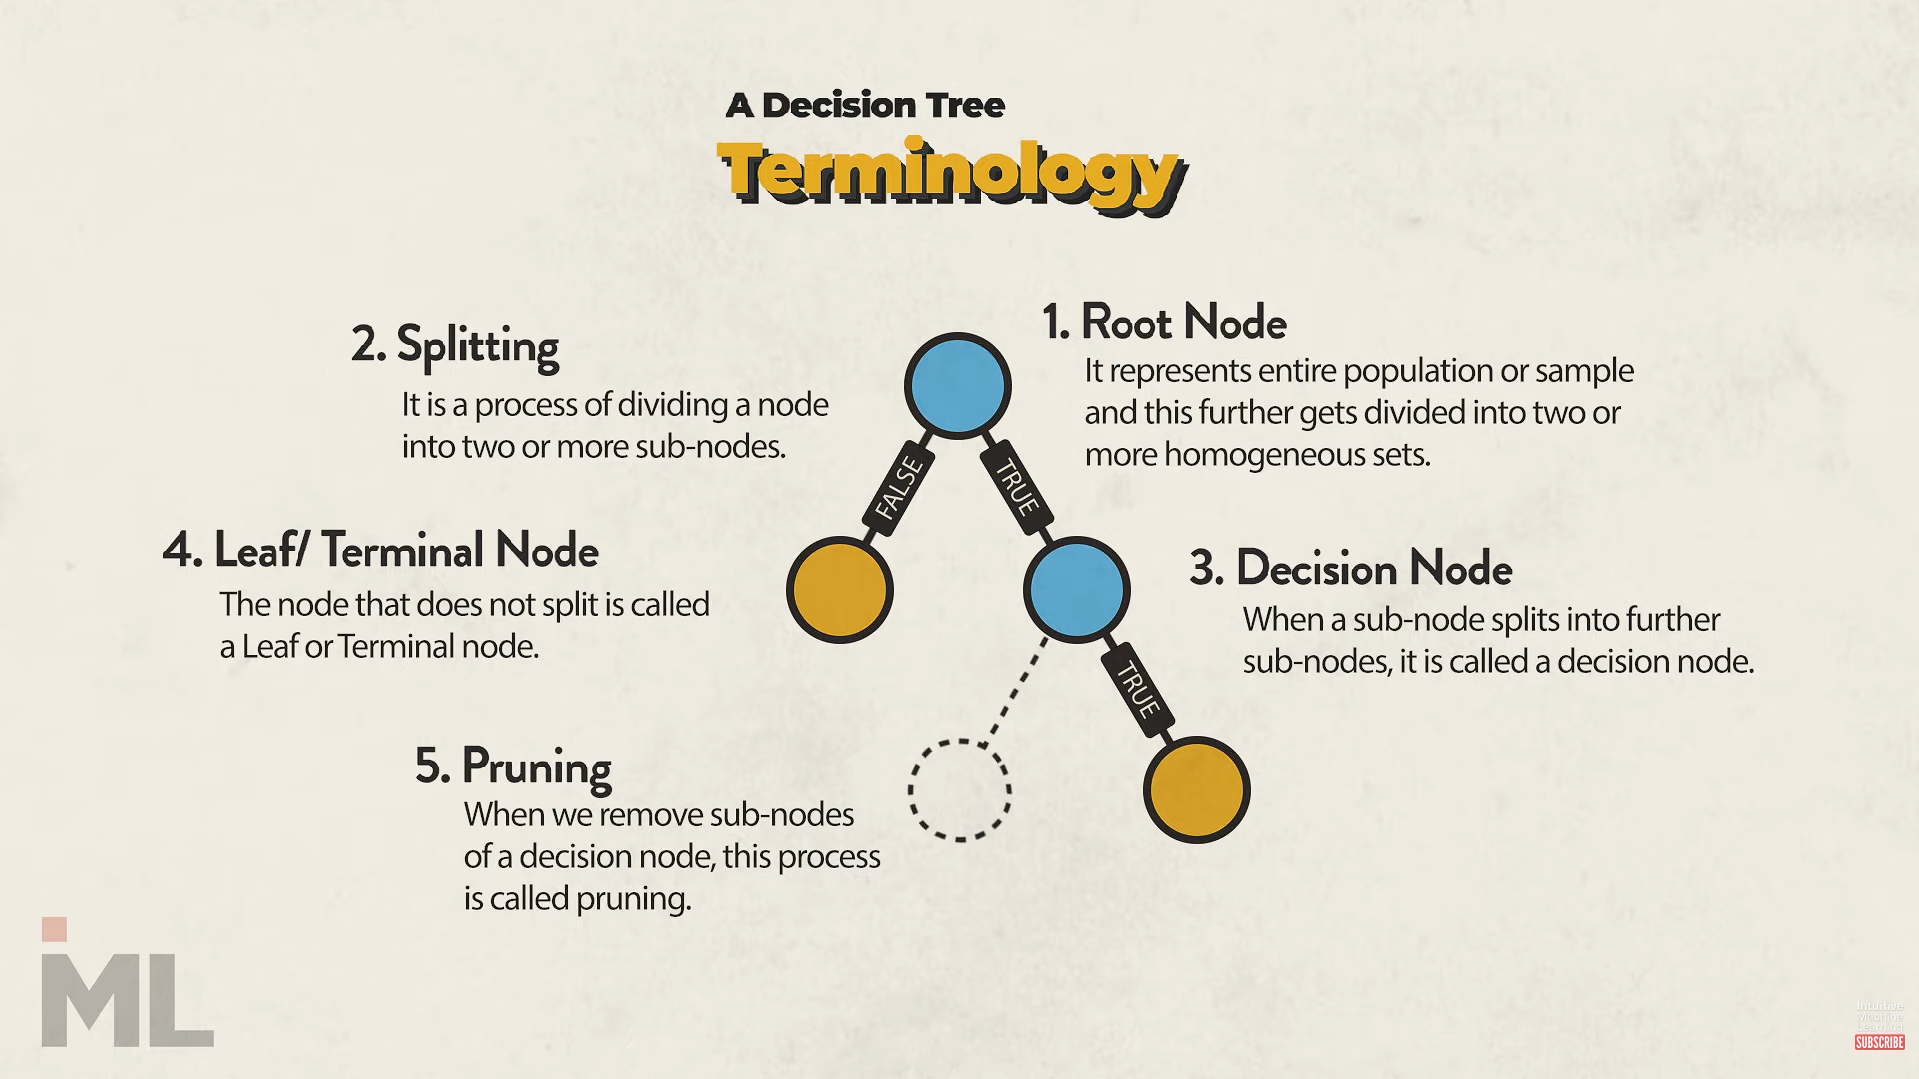 A Decision Tree
Terminology
1. Root Node
It represents entire population or sample
and this further gets divided into two or
more homogeneous sets.
2. Splitting
It is a process of dividing a node
into two or more sub-nodes.
FALSE
TRUE
3. Decision Node
When a sub-node splits into further
sub-nodes, it is called a decision node.
4. Leaf/ Terminal Node
The node that does not split is called
a Leaf or Terminal node.
TRUE
5. Pruning
When we remove sub-nodes
of a decision node, this process
is called pruning.
iML
Intuitive
Machine
Learning
SUBSCRIBE